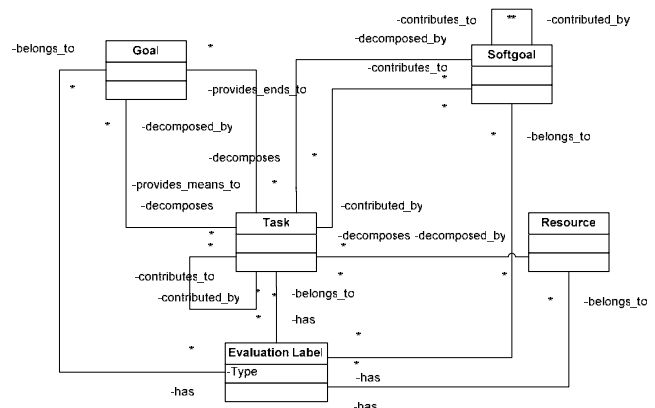 -contributes_to ** -contributed_by
-belongs_to Goal * -decomposed_by Softgoal
-contributes_to
* -provides_ends_to * *
* -decomposed_by * -belongs_to
-decomposes *
-provides_means_to *
-decomposes -contributed_by
Task Resource
* -decomposes -decomposed_by
* *
-contributes_to * *
-contributed_by * * -belongs_to * -belongs_to
* -has
* Evaluation Label *
-Type *
-has -has
-has